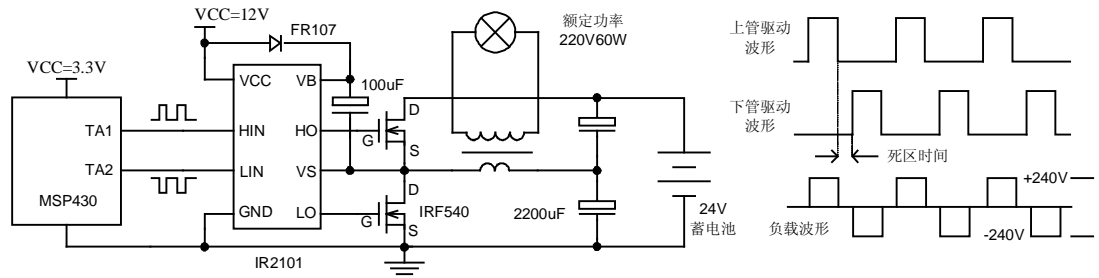 VCC=12V
FR107
额定功率
220V60W
上管驱动
波形
VCC=3.3V
VCC
VB
100uF
D
TA1
HIN
HO
G
S
下管驱动
波形
TA2
LIN
VS
死区时间
MSP430
D
GND
LO
G
S
IRF540
2200uF
24V
蓄电池
+240V
负载波形
-240V
IR2101